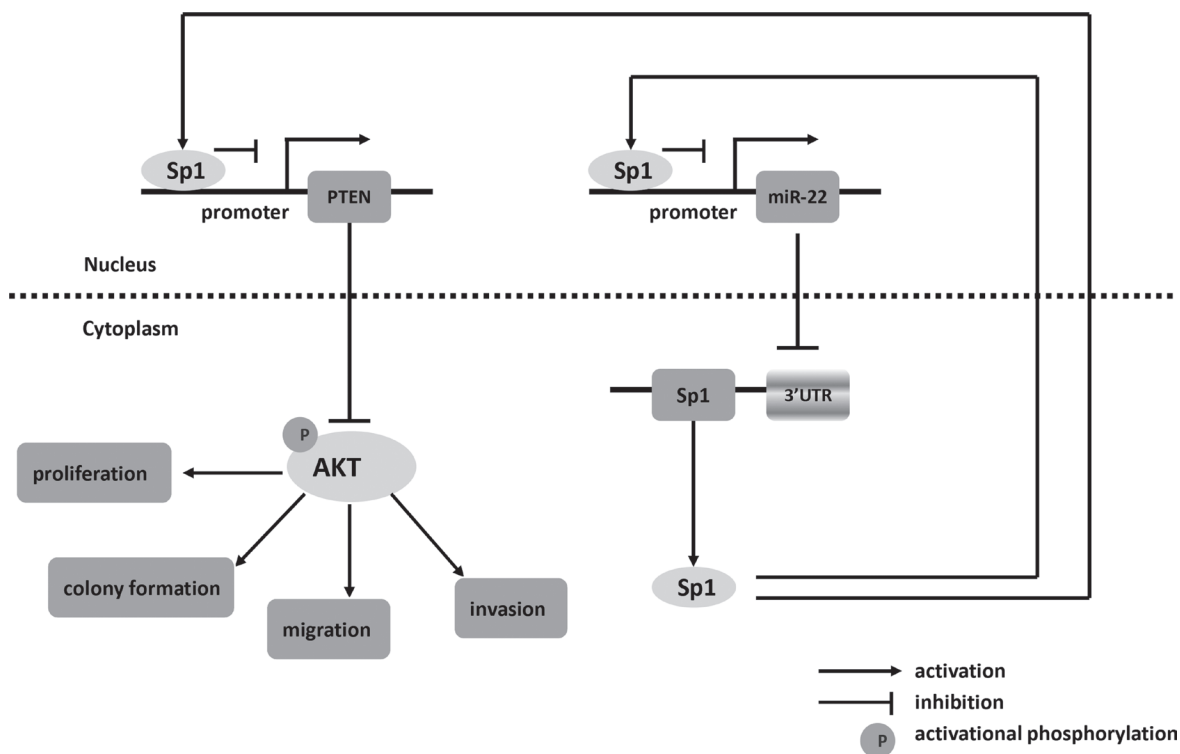 Sp1
promoter
PTEN
Sp1
promoter
miR-22
Nucleus
Cytoplasm
Sp1
3'UTR
P
AKT
proliferation
colony formation
migration
invasion
Sp1
activation
inhibition
P
activational phosphorylation